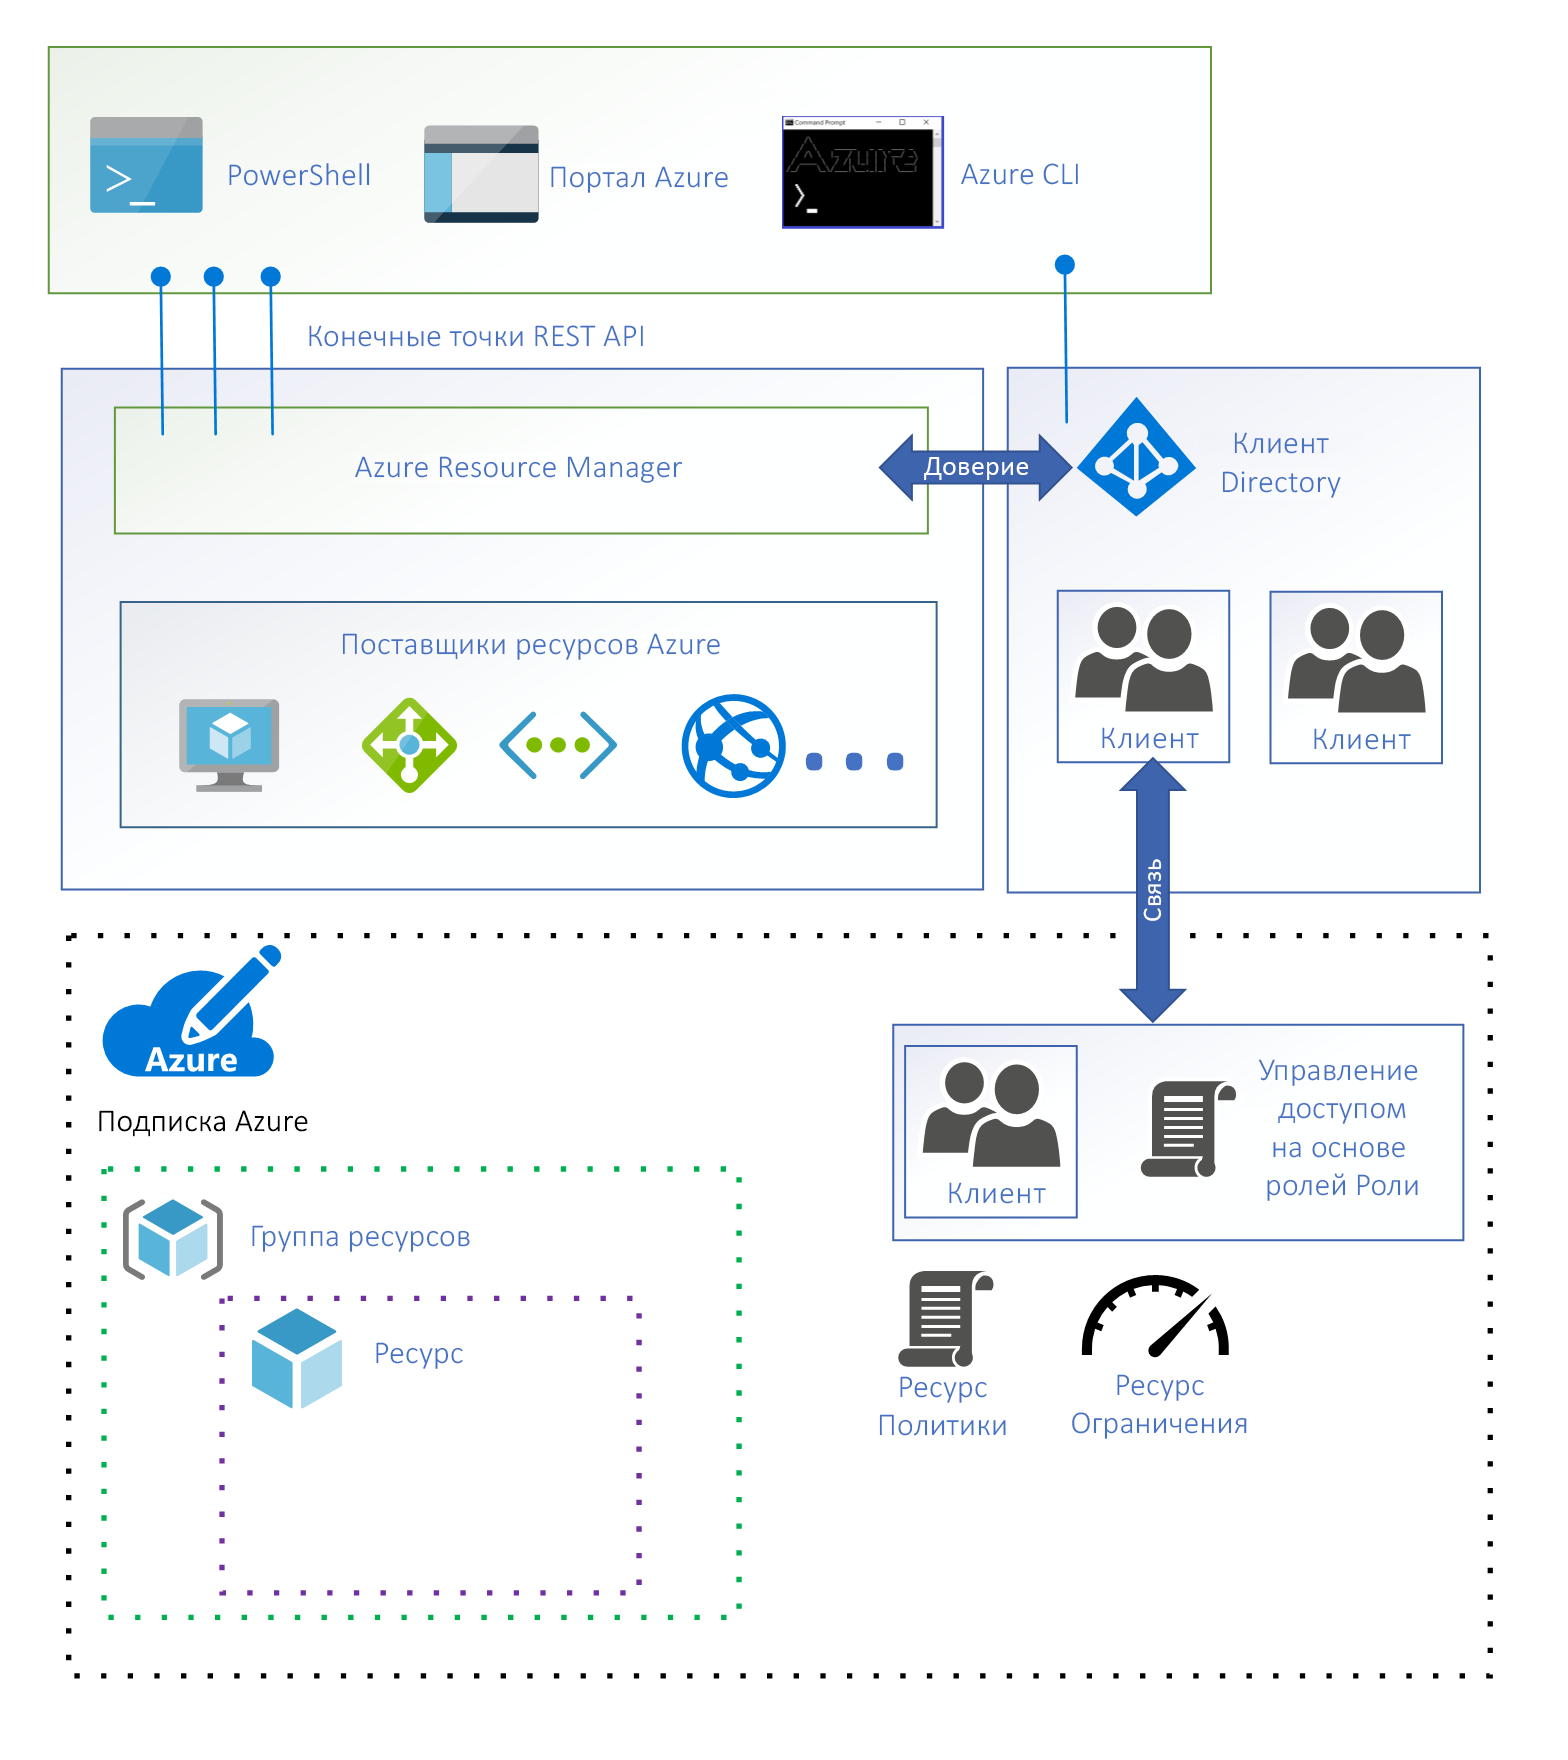 PowerShell
Портал Azure
Command Prompt
Azure
Azure CLI
Конечные точки REST API
Azure Resource Manager
Доверие
Клиент
Directory
Поставщики ресурсов Azure
Клиент
Клиент
Связь
Azure
Подписка Azure
Клиент
Управление
доступом
на основе
ролей Роли
Группа ресурсов
Ресурс
Ресурс
Политики
Ресурс
Ограничения